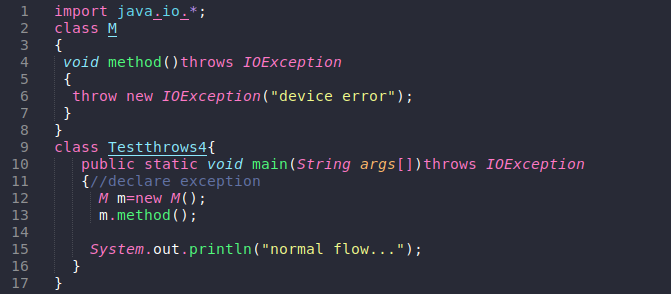 1 import java.io.*;
2 class M
3 {
4  void method()throws IOException
5  {
6   throw new IOException("device error");
7  }
8 }
9 class Testthrows4{
10    public static void main(String args[])throws IOException
11    {//declare exception
12      M m=new M();
13      m.method();
14
15     System.out.println("normal flow...");
16   }
17 }